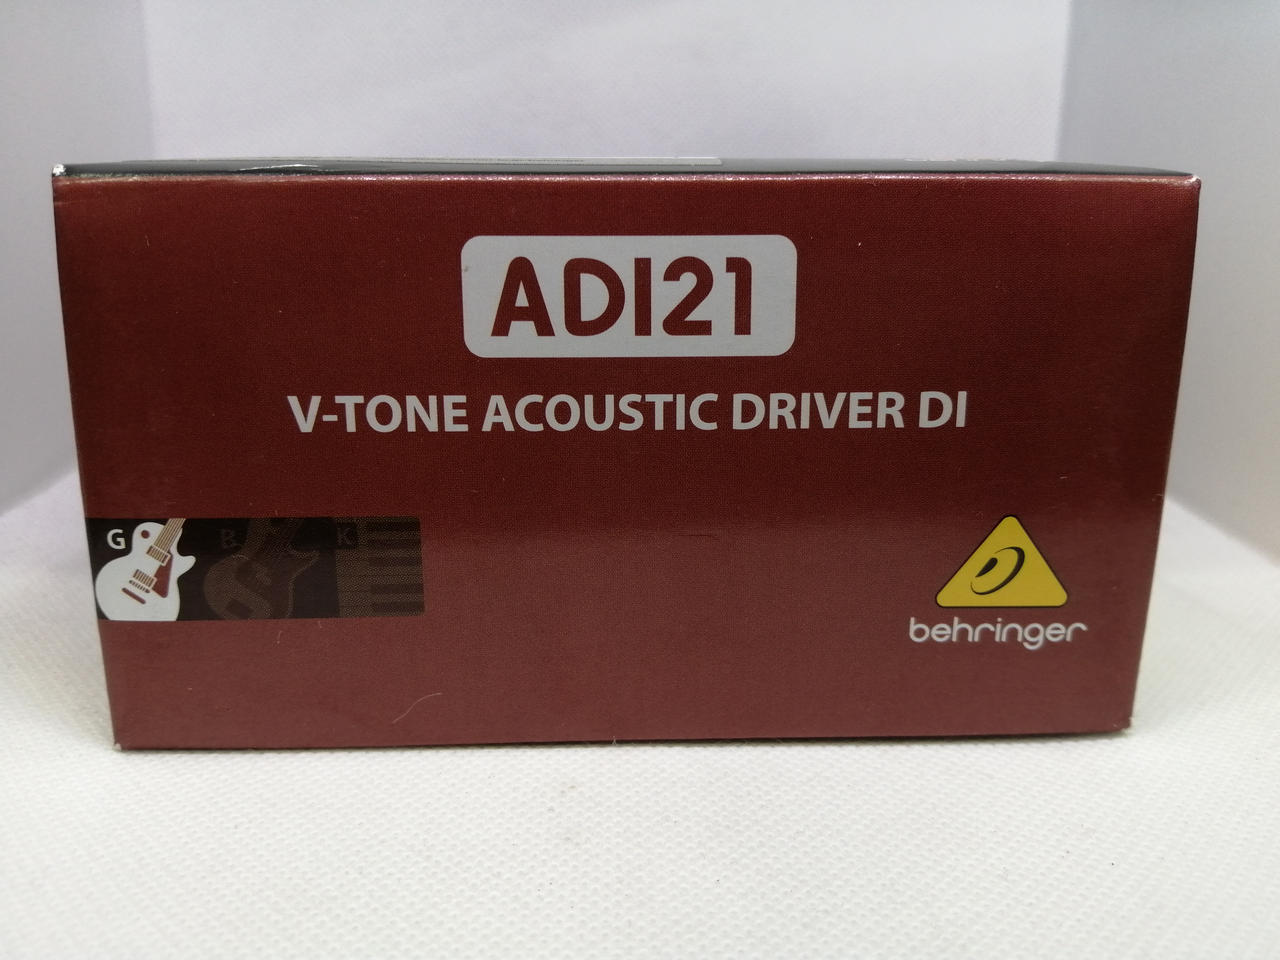 ADI21
V-TONE ACOUSTIC DRIVER DI
G B K
behringer